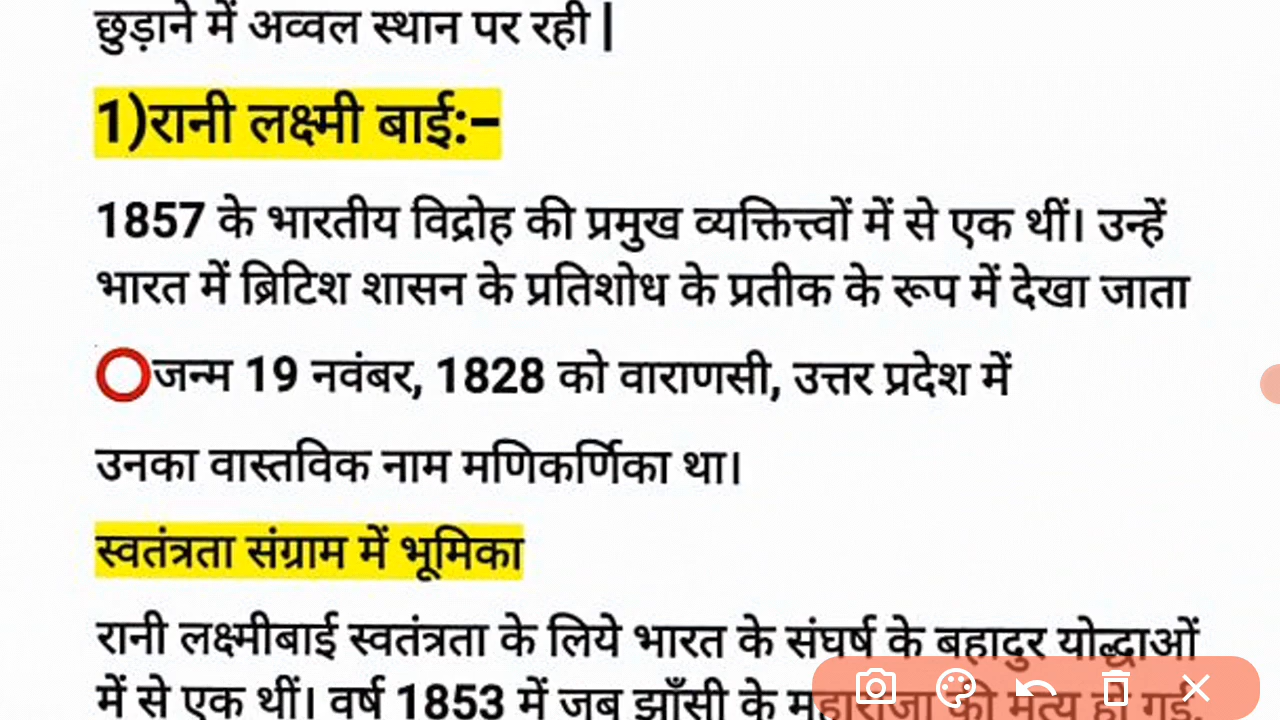 छुड़ाने में अव्वल स्थान पर रही |
1)रानी लक्ष्मी बाई:–
1857 के भारतीय विद्रोह की प्रमुख व्यक्तित्त्वों में से एक थीं। उन्हें
भारत में ब्रिटिश शासन के प्रतिशोध के प्रतीक के रूप में देखा जाता
जन्म 19 नवंबर, 1828 को वाराणसी, उत्तर प्रदेश में
उनका वास्तविक नाम मणिकर्णिका था।
स्वतंत्रता संग्राम में भूमिका
रानी लक्ष्मीबाई स्वतंत्रता के लिये भारत के संघर्ष के बहादुर योद्धाओं
में से एक थीं। वर्ष 1853 में जब झाँसी के महाराजा की मृत्यु हो गई,